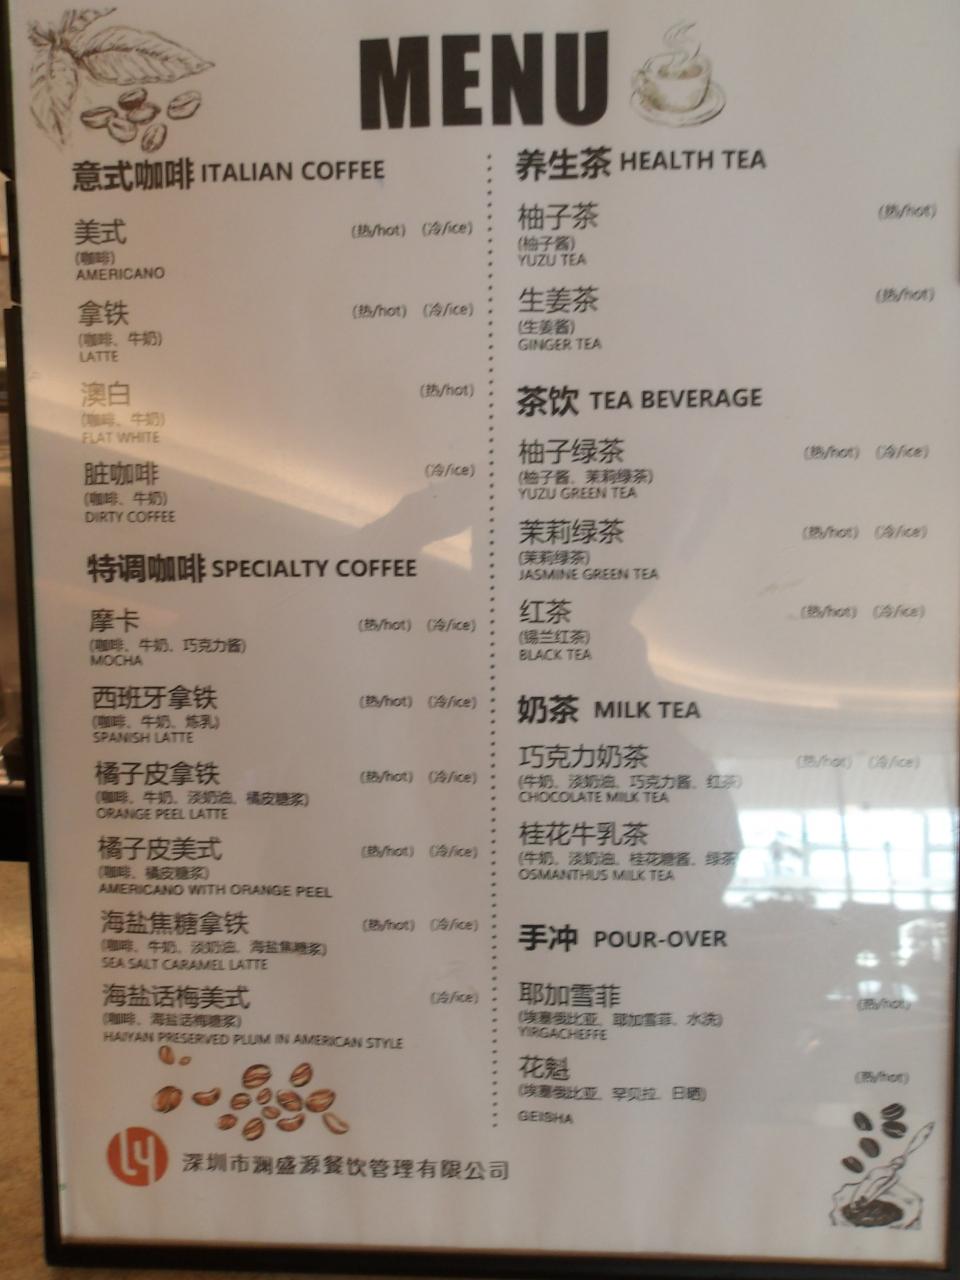 MENU
意式咖啡 ITALIAN COFFEE
美式 (热/hot) (冷/ice)
(咖啡)
AMERICANO
拿铁 (热/hot) (冷/ice)
(咖啡、牛奶)
LATTE
澳白 (热/hot)
(咖啡、牛奶)
FLAT WHITE
脏咖啡 (冷/ice)
(咖啡、牛奶)
DIRTY COFFEE
特调咖啡 SPECIALTY COFFEE
摩卡 (热/hot) (冷/ice)
(咖啡、牛奶、巧克力酱)
MOCHA
西班牙拿铁 (热/hot) (冷/ice)
(咖啡、牛奶、炼乳)
SPANISH LATTE
橘子皮拿铁 (热/hot) (冷/ice)
(咖啡、牛奶、淡奶油、橘皮糖浆)
ORANGE PEEL LATTE
橘子皮美式 (热/hot) (冷/ice)
(咖啡、橘皮糖浆)
AMERICANO WITH ORANGE PEEL
海盐焦糖拿铁 (热/hot) (冷/ice)
(咖啡、牛奶、淡奶油、海盐焦糖浆)
SEA SALT CARAMEL LATTE
海盐话梅美式 (冷/ice)
(咖啡、海盐话梅糖浆)
HAIYAN PRESERVED PLUM IN AMERICAN STYLE
养生茶 HEALTH TEA
柚子茶 (热/hot)
(柚子酱)
YUZU TEA
生姜茶 (热/hot)
(生姜酱)
GINGER TEA
茶饮 TEA BEVERAGE
柚子绿茶 (热/hot) (冷/ice)
(柚子酱、茉莉绿茶)
YUZU GREEN TEA
茉莉绿茶 (热/hot) (冷/ice)
(茉莉绿茶)
JASMINE GREEN TEA
红茶 (热/hot) (冷/ice)
(锡兰红茶)
BLACK TEA
奶茶 MILK TEA
巧克力奶茶 (热/hot) (冷/ice)
(牛奶、淡奶油、巧克力酱、红茶)
CHOCOLATE MILK TEA
桂花牛乳茶
(牛奶、淡奶油、桂花糖酱、绿茶
OSMANTHUS MILK TEA
手冲 POUR-OVER
耶加雪菲 (热/hot)
(埃塞俄比亚、耶加雪菲、水洗)
YIRGACHEFFE
花魁 (热/hot)
(埃塞俄比亚、罕贝拉、日晒)
GEISHA
LY 深圳市澜盛源餐饮管理有限公司